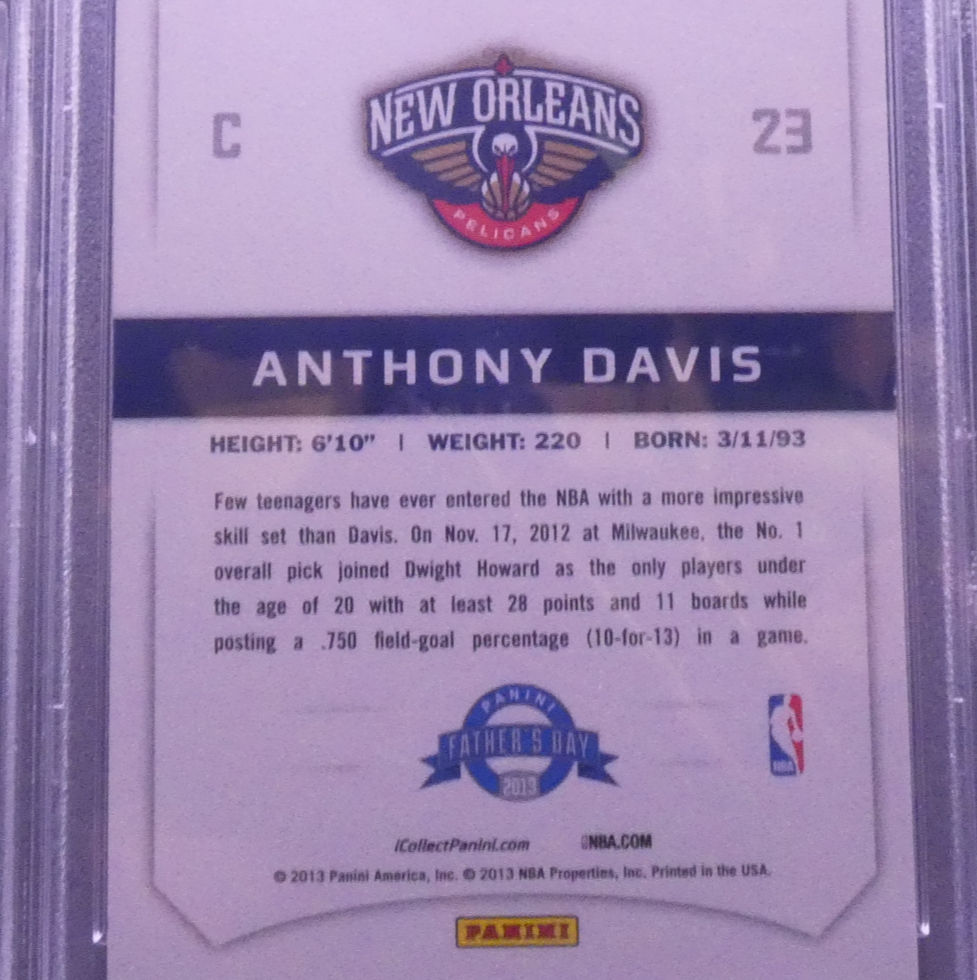 C
NEW ORLEANS
23
PELICANS
ANTHONY DAVIS
HEIGHT: 6'10" | WEIGHT: 220 | BORN: 3/11/93
Few teenagers have ever entered the NBA with a more impressive
skill set than Davis. On Nov. 17, 2012 at Milwaukee, the No. 1
overall pick joined Dwight Howard as the only players under
the age of 20 with at least 28 points and 11 boards while
posting a .750 field-goal percentage (10-for-13) in a game.
PANINI
FATHER'S DAY
2013
NBA
iCollectPanini.com NBA.COM
© 2013 Panini America, Inc. © 2013 NBA Properties, Inc. Printed in the USA.
PANINI